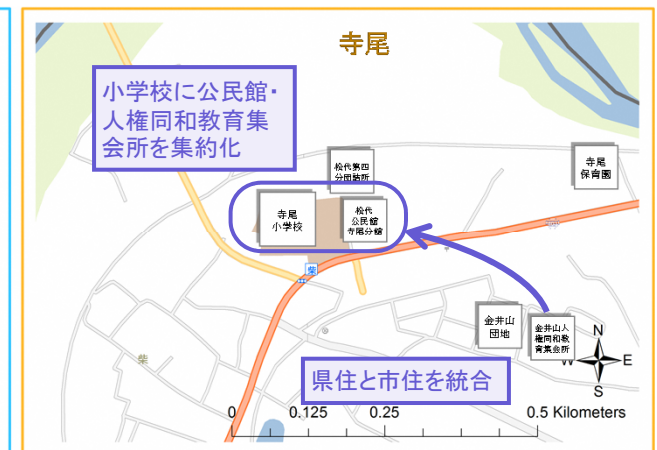 寺尾
小学校に公民館・
人権同和教育集
会所を集約化
松代第四
分団詰所
寺尾
保育園
寺尾
小学校
松代
公民館
寺尾分館
柴
金井山
団地
金井山人
権同和教
育集会所
柴
県住と市住を統合
N
W
E
S
0
0.125
0.25
0.5 Kilometers